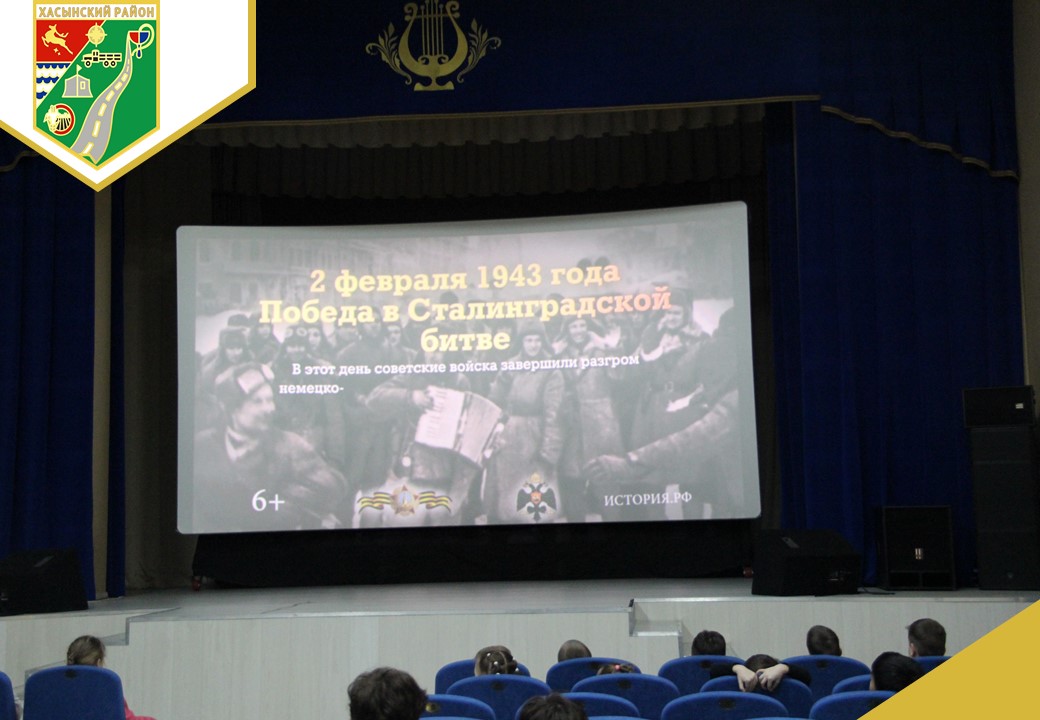 ХАСЫНСКИЙ РАЙОН
2 февраля 1943 года
Победа в Сталинградской
битве
В этот день советские войска завершили разгром
немецко-
6+
ИСТОРИЯ.РФ